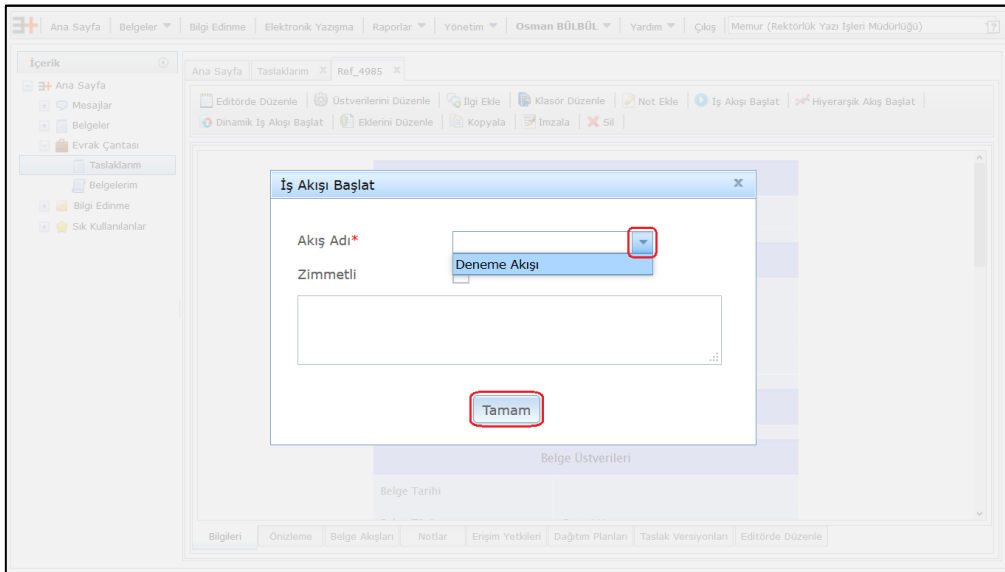 Ana Sayfa Belgeler Bilgi Edinme Elektronik Yazışma Raporlar Yönetim Osman BÜLBÜL Yardım Çıkış Memur (Rektörlük Yazı İşleri Müdürlüğü)
İçerik
Ana Sayfa
Mesajlar
Belgeler
Evrak Çantası
Taslaklarım
Belgelerim
Bilgi Edinme
Sık Kullanılanlar
Ana Sayfa Taslaklarım X Ref_4985 X
Editörde Düzenle Üstverilerini Düzenle İlgi Ekle Klasör Düzenle Not Ekle İş Akışı Başlat Hiyerarşik Akış Başlat
Dinamik İş Akışı Başlat Eklerini Düzenle Kopyala İmzala Sil
İş Akışı Başlat x
Akış Adı*
Deneme Akışı
Zimmetli
Tamam
Belge Üstverileri
Belge Tarihi
Bilgileri Önizleme Belge Akışları Notlar Erişim Yetkileri Dağıtım Planları Taslak Versiyonları Editörde Düzenle